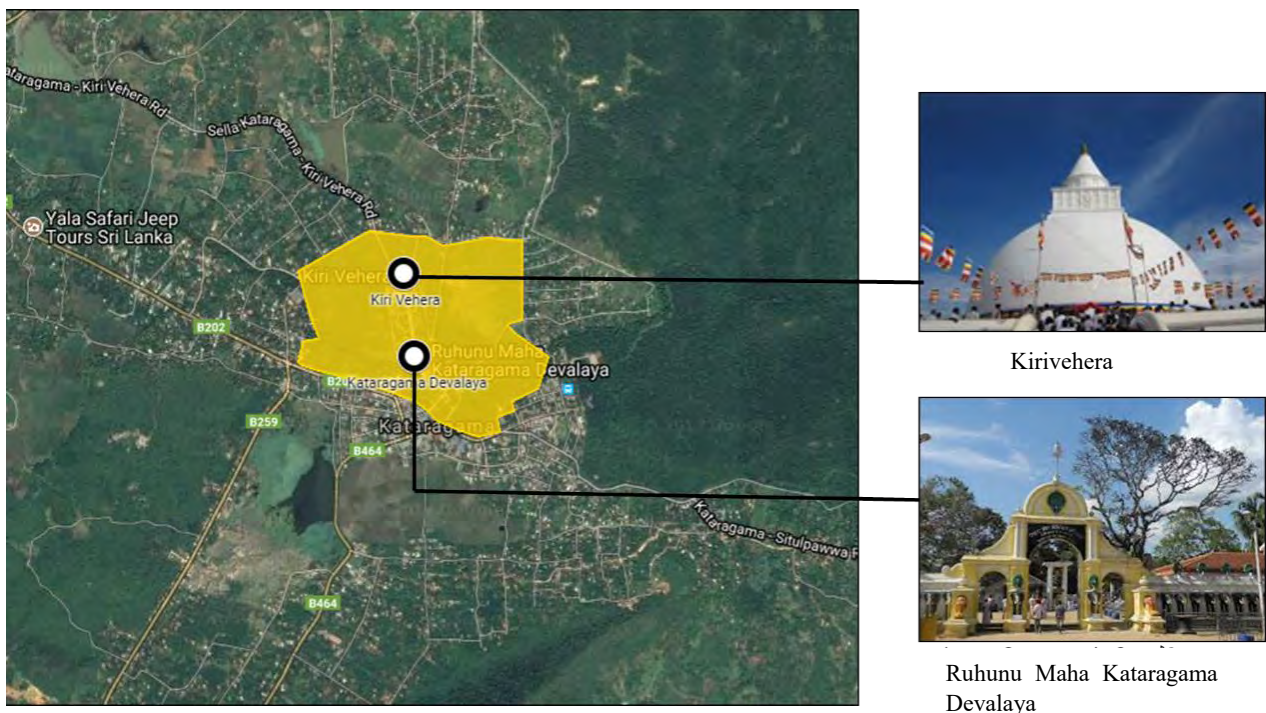 Kataragama - Kiri Vehera Rd
Sella Kataragama - Kiri Vehera Rd
Yala Safari Jeep
Tours Sri Lanka
Kiri Vehera
Kiri Vehera
B202
Ruhunu Maha
Kataragama Devalaya
Kataragama Devalaya
Kataragama
B259
B464
Kataragama - Situlpawwa
B464
Kirivehera
Ruhunu Maha Kataragama
Devalaya